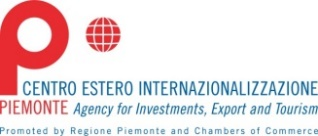 CENTRO ESTERO INTERNAZIONALIZZAZIONE
PIEMONTE Agency for Investments, Export and Tourism
Promoted by Regione Piemonte and Chambers of Commerce